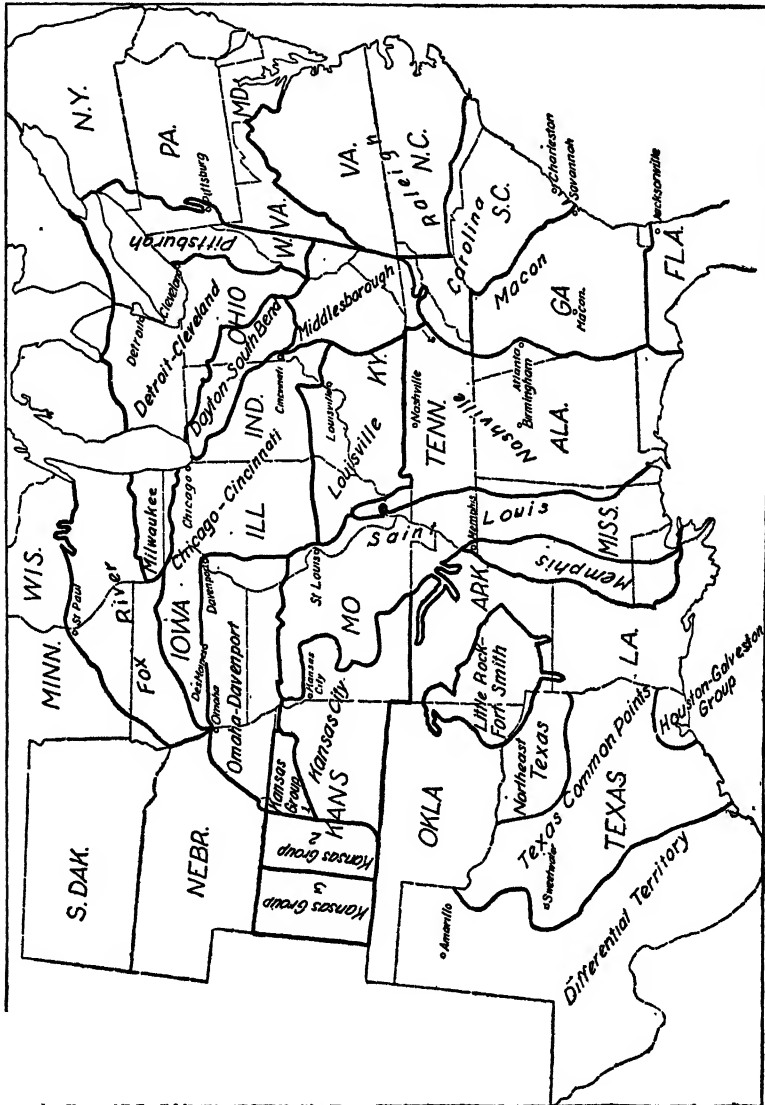 S. DAK.
MINN.
WIS.
St Paul
Fox River
Milwaukee
NEBR.
IOWA
DesMoines
Davenport
Omaha
Omaha-Davenport
Chicago
Chicago-Cincinnati
ILL
IND.
Cincinnati
Detroit
Cleveland
Detroit-Cleveland
OHIO
Dayton-South Bend
Pittsburgh
Pittsburg
N.Y.
PA.
MD.
W. VA.
VA.
Middlesborough
Kansas Group 3
Kansas Group 2
Kansas Group 1
KANS
Kansas City
Kansas City
MO
St Louis
Saint Louis
Louisville
Louisville
KY.
Raleigh
N.C.
Nashville
TENN.
Nashville
Carolina
S.C.
Charleston
Savannah
OKLA
Little Rock-
Fort Smith
ARK.
Memphis
Memphis
MISS.
ALA.
Birmingham
Atlanta
Macon
GA
Macon
Jacksonville
FLA.
Amarillo
Northeast
Texas
Texas Common Points
Sweetwater
TEXAS
LA.
Houston-Galveston
Group
Differential Territory